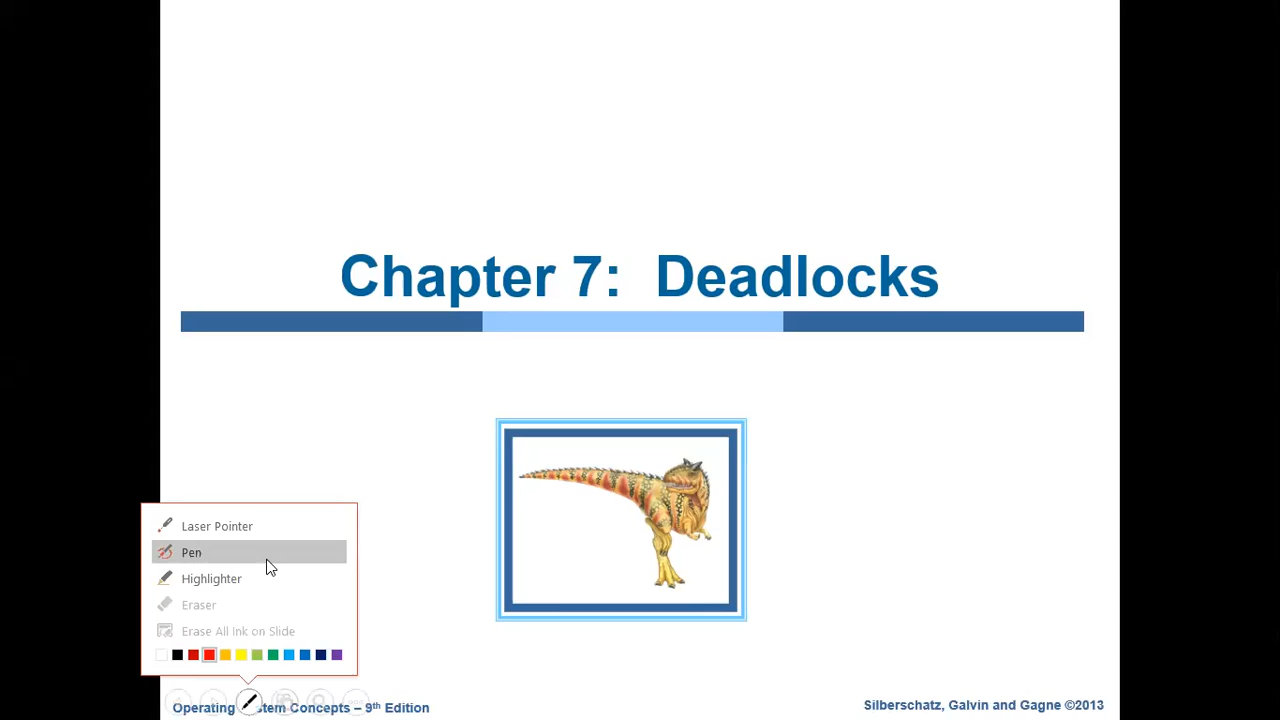 Chapter 7: Deadlocks
Laser Pointer
Pen
Highlighter
Eraser
Erase All Ink on Slide
Operating stem Concepts – 9th Edition
Silberschatz, Galvin and Gagne ©2013